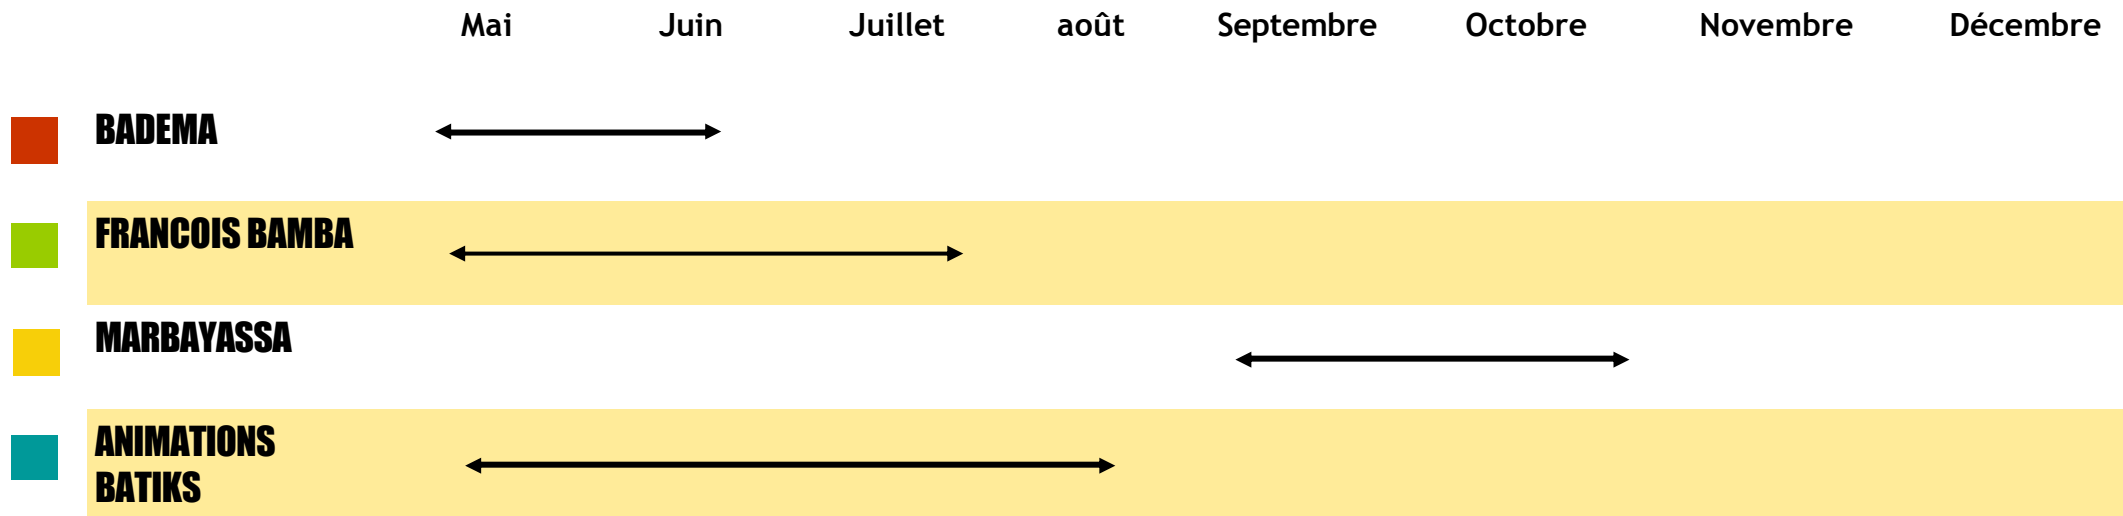 Mai Juin Juillet août Septembre Octobre Novembre Décembre
BADEMA
FRANCOIS BAMBA
MARBAYASSA
ANIMATIONS
BATIKS